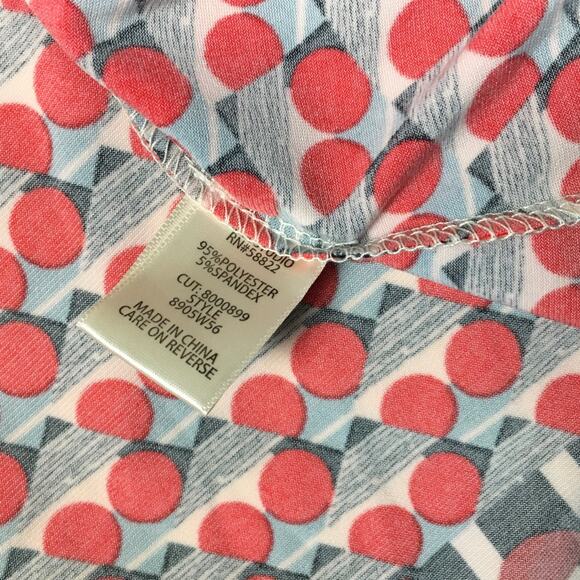 RN#58822
95%POLYESTER
5%SPANDEX
CUT:8000899
STYLE
8905W56
MADE IN CHINA
CARE ON REVERSE